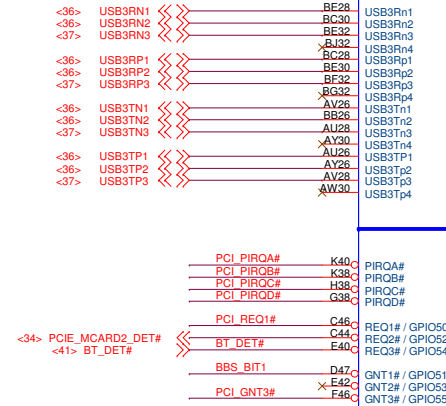 <36> USB3RN1 BE28 USB3Rn1
<36> USB3RN2 BC30 USB3Rn2
<37> USB3RN3 BE32 USB3Rn3
BJ32 USB3Rn4
<36> USB3RP1 BC28 USB3Rp1
<36> USB3RP2 BE30 USB3Rp2
<37> USB3RP3 BF32 USB3Rp3
BG32 USB3Rp4
<36> USB3TN1 AV26 USB3Tn1
<36> USB3TN2 BB26 USB3Tn2
<37> USB3TN3 AU28 USB3Tn3
AY30 USB3Tn4
<36> USB3TP1 AU26 USB3TP1
<36> USB3TP2 AY26 USB3Tp2
<37> USB3TP3 AV28 USB3Tp3
AW30 USB3Tp4
PCI_PIRQA# K40 PIRQA#
PCI_PIRQB# K38 PIRQB#
PCI_PIRQC# H38 PIRQC#
PCI_PIRQD# G38 PIRQD#
PCI_REQ1# C46 REQ1# / GPIO50
<34> PCIE_MCARD2_DET# C44 REQ2# / GPIO52
<41> BT_DET# BT_DET# E40 REQ3# / GPIO54
BBS_BIT1 D47 GNT1# / GPIO51
E42 GNT2# / GPIO53
PCI_GNT3# F46 GNT3# / GPIO55